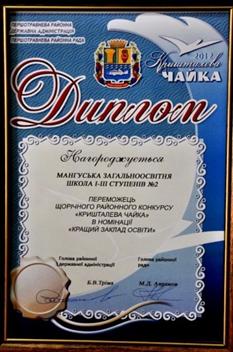 ПЕРШОТРАВНЕВА РАЙОННА
ДЕРЖАВНА АДМІНІСТРАЦІЯ
ПЕРШОТРАВНЕВА РАЙОННА РАДА
Кришталева
ЧАЙКА
Диплом
Нагороджується
МАНГУСЬКА ЗАГАЛЬНООСВІТНЯ
ШКОЛА І-ІІІ СТУПЕНІВ №2
ПЕРЕМОЖЕЦЬ
ЩОРІЧНОГО РАЙОННОГО КОНКУРСУ
«КРИШТАЛЕВА ЧАЙКА»
В НОМІНАЦІЇ
«КРАЩИЙ ЗАКЛАД ОСВІТИ»
Голова районної
державної адміністрації
Голова районної
ради
Б.В.Тріма
М.Д.